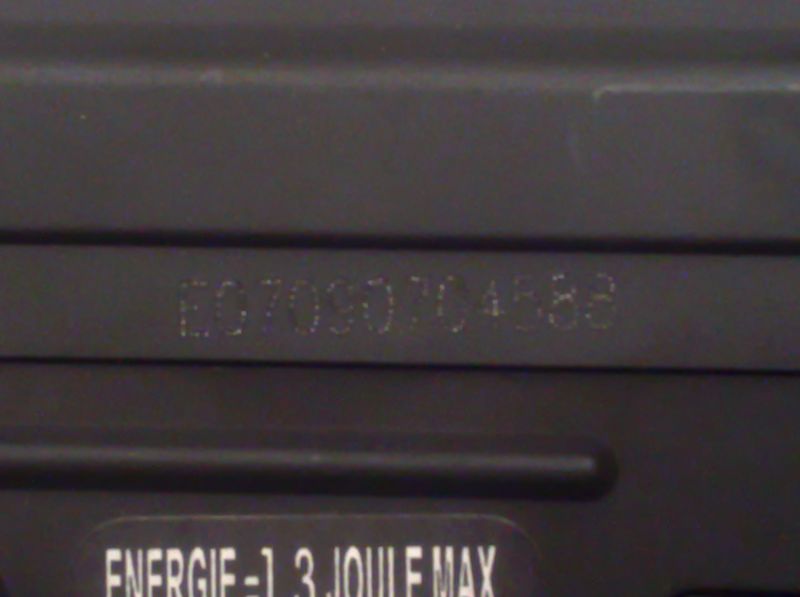 E07090704588
ENERGIE =1,3 JOULE MAX